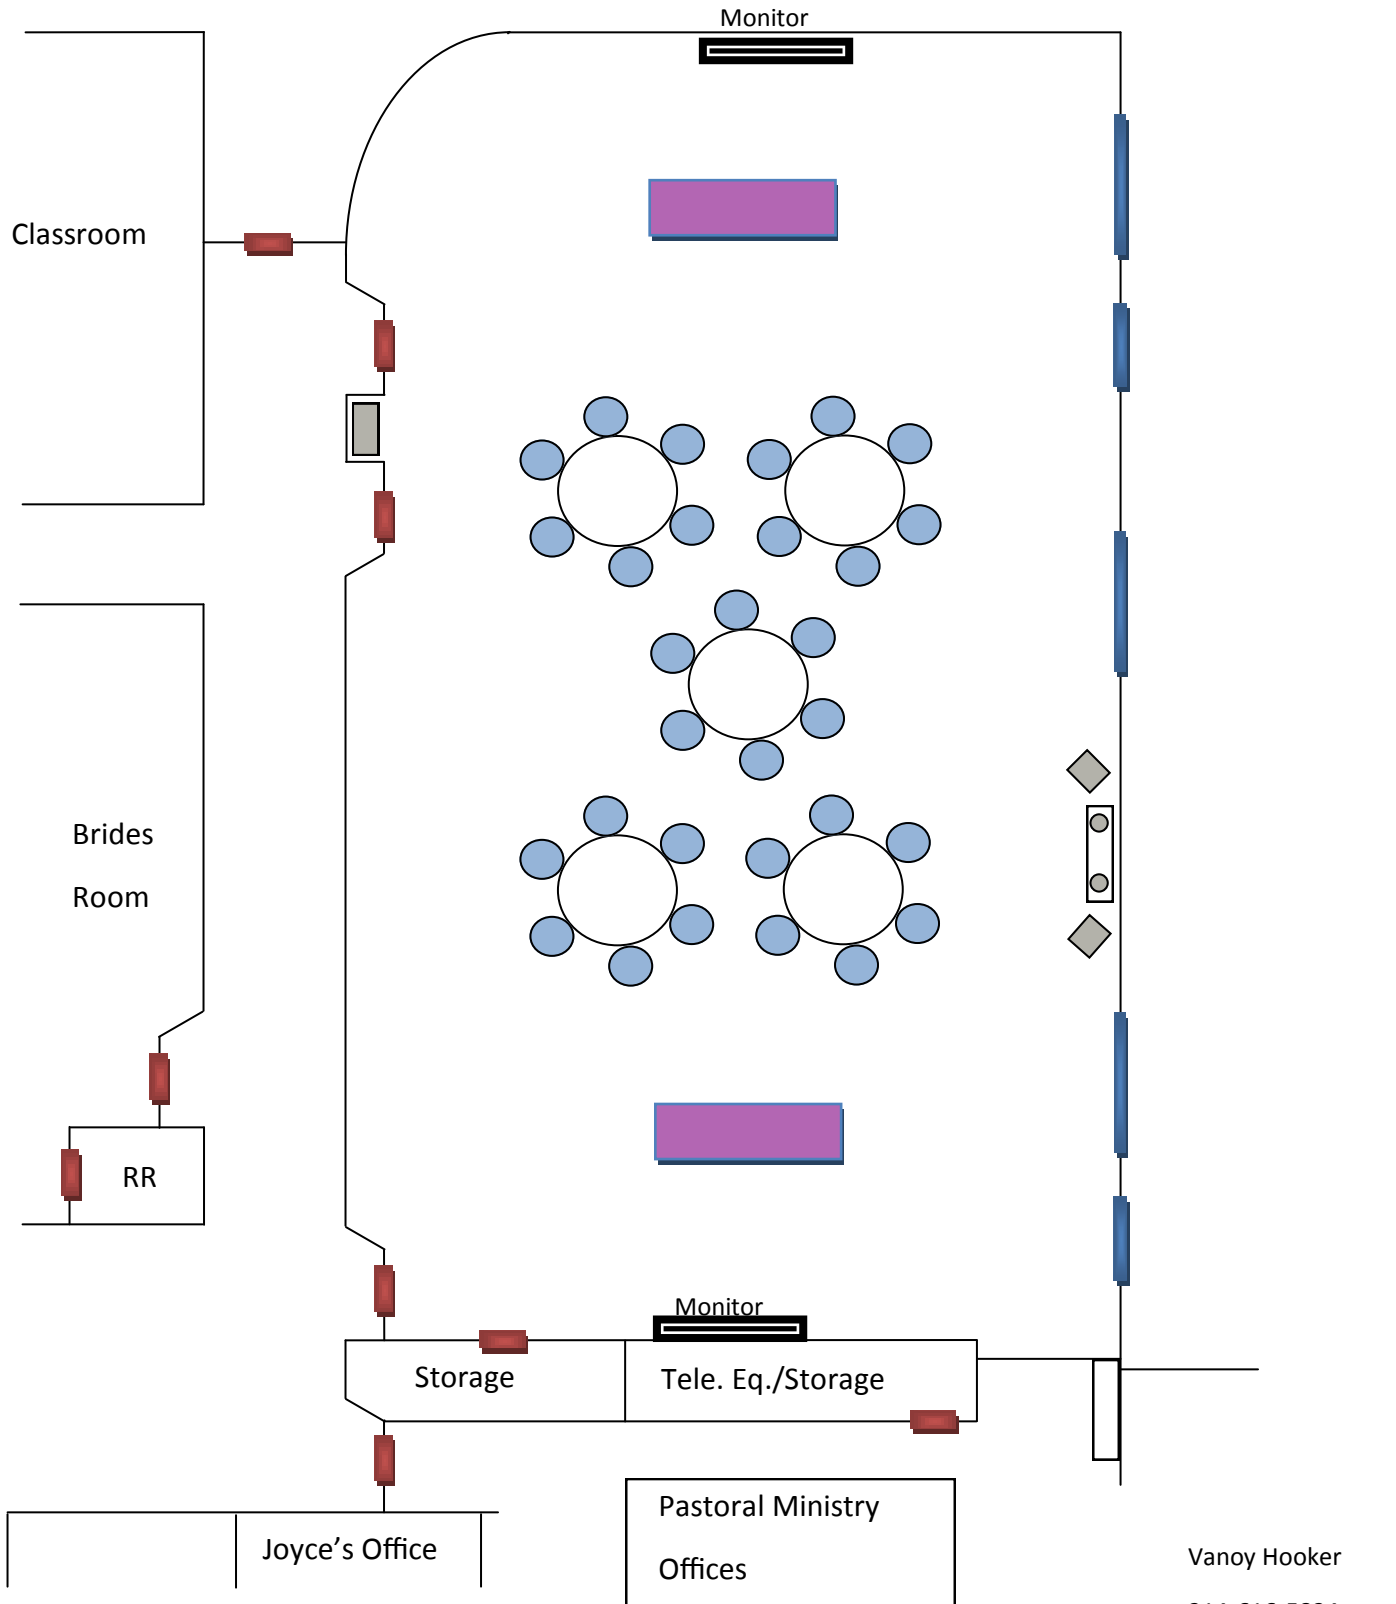 Monitor
Classroom
Brides
Room
RR
Monitor
Storage
Tele. Eq./Storage
Pastoral Ministry
Offices
Joyce’s Office
Vanoy Hooker